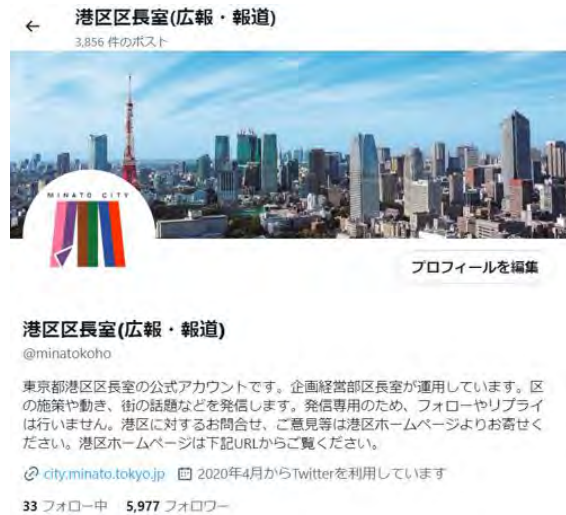 港区区長室(広報・報道)
3,856 件のポスト
MINATO CITY
プロフィールを編集
港区区長室(広報・報道)
@minatokoho
東京都港区区長室の公式アカウントです。企画経営部区長室が運用しています。区
の施策や動き、街の話題などを発信します。発信専用のため、フォローやリプライ
は行いません。港区に対するお問合せ、ご意見等は港区ホームページよりお寄せく
ださい。港区ホームページは下記URLからご覧ください。
city.minato.tokyo.jp 2020年4月からTwitterを利用しています
33 フォロー中 5,977 フォロワー